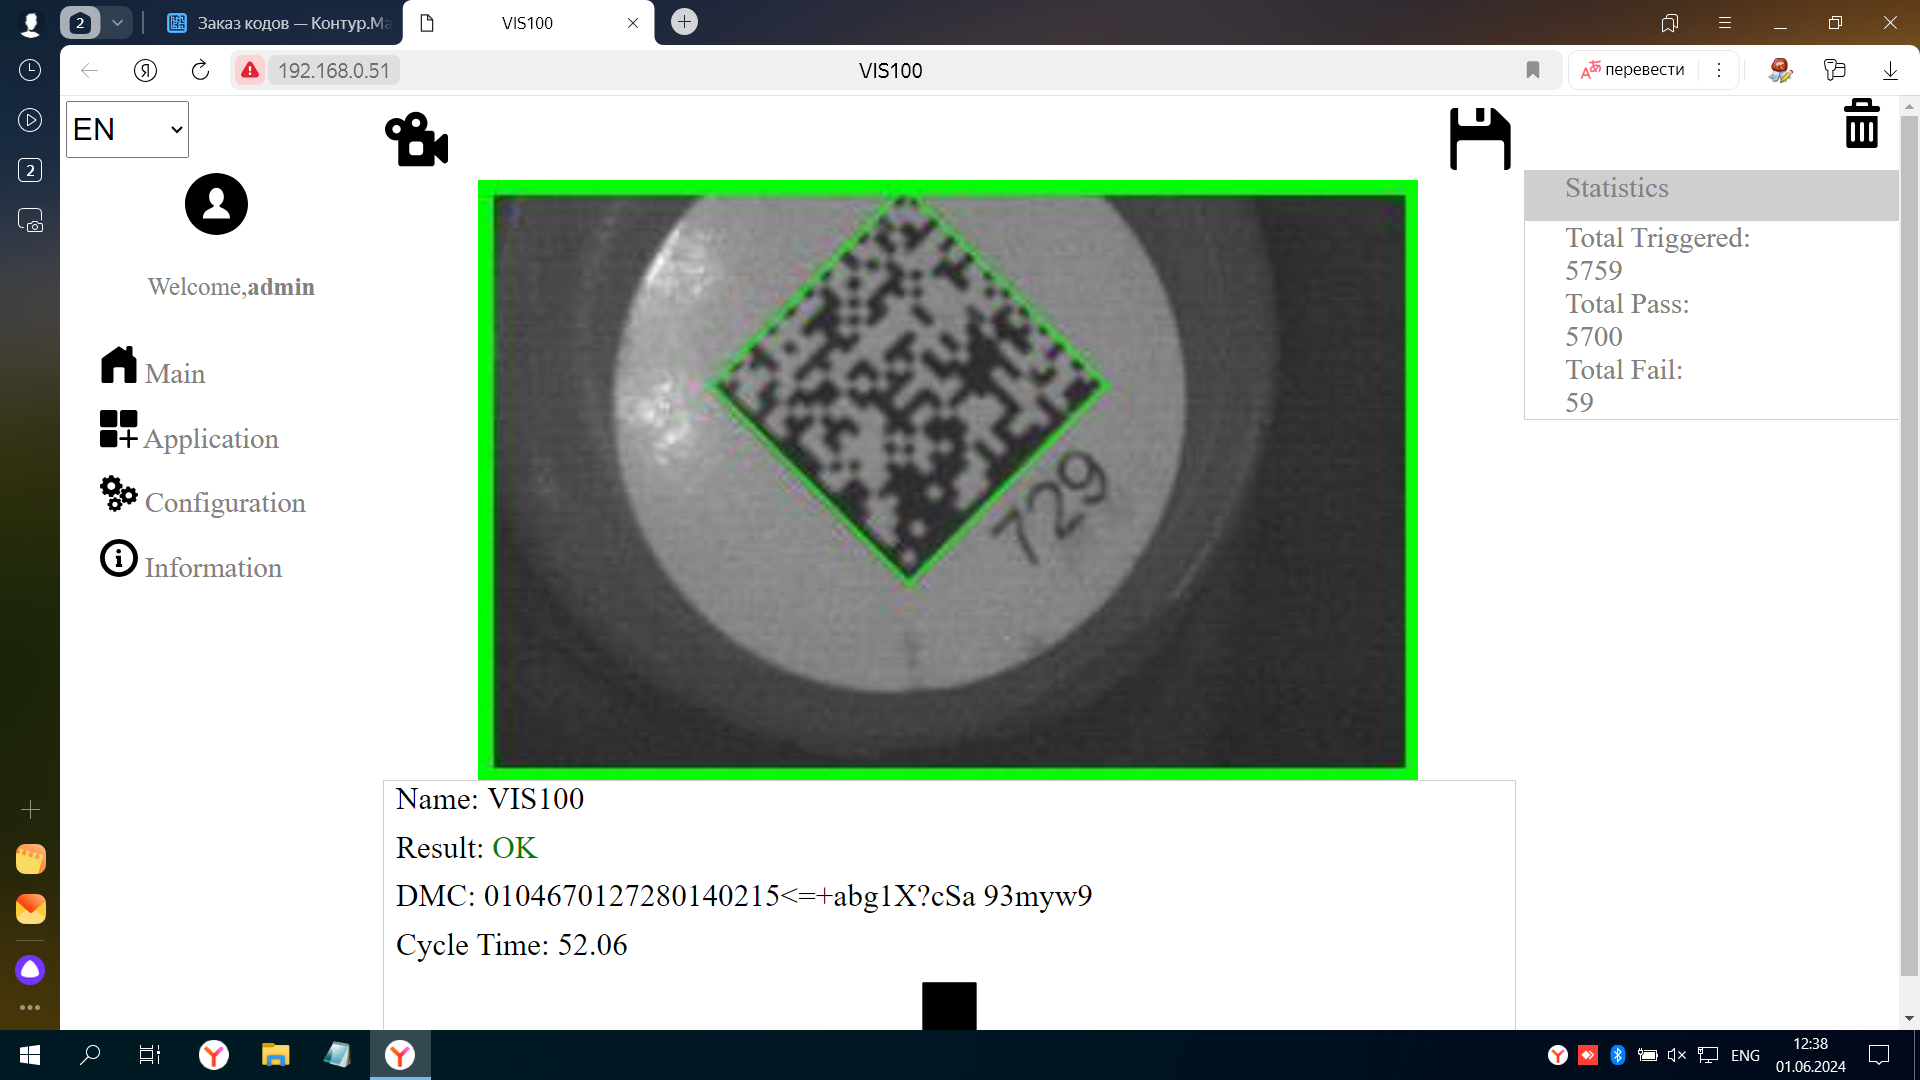 2
Заказ кодов — Контур.Ма
VIS100
192.168.0.51
VIS100
перевести
2
EN
Welcome,admin
Main
Application
Configuration
Information
729
Statistics
Total Triggered:
5759
Total Pass:
5700
Total Fail:
59
Name: VIS100
Result: OK
DMC: 0104670127280140215<=+abg1X?cSa 93myw9
Cycle Time: 52.06
ENG
12:38
01.06.2024